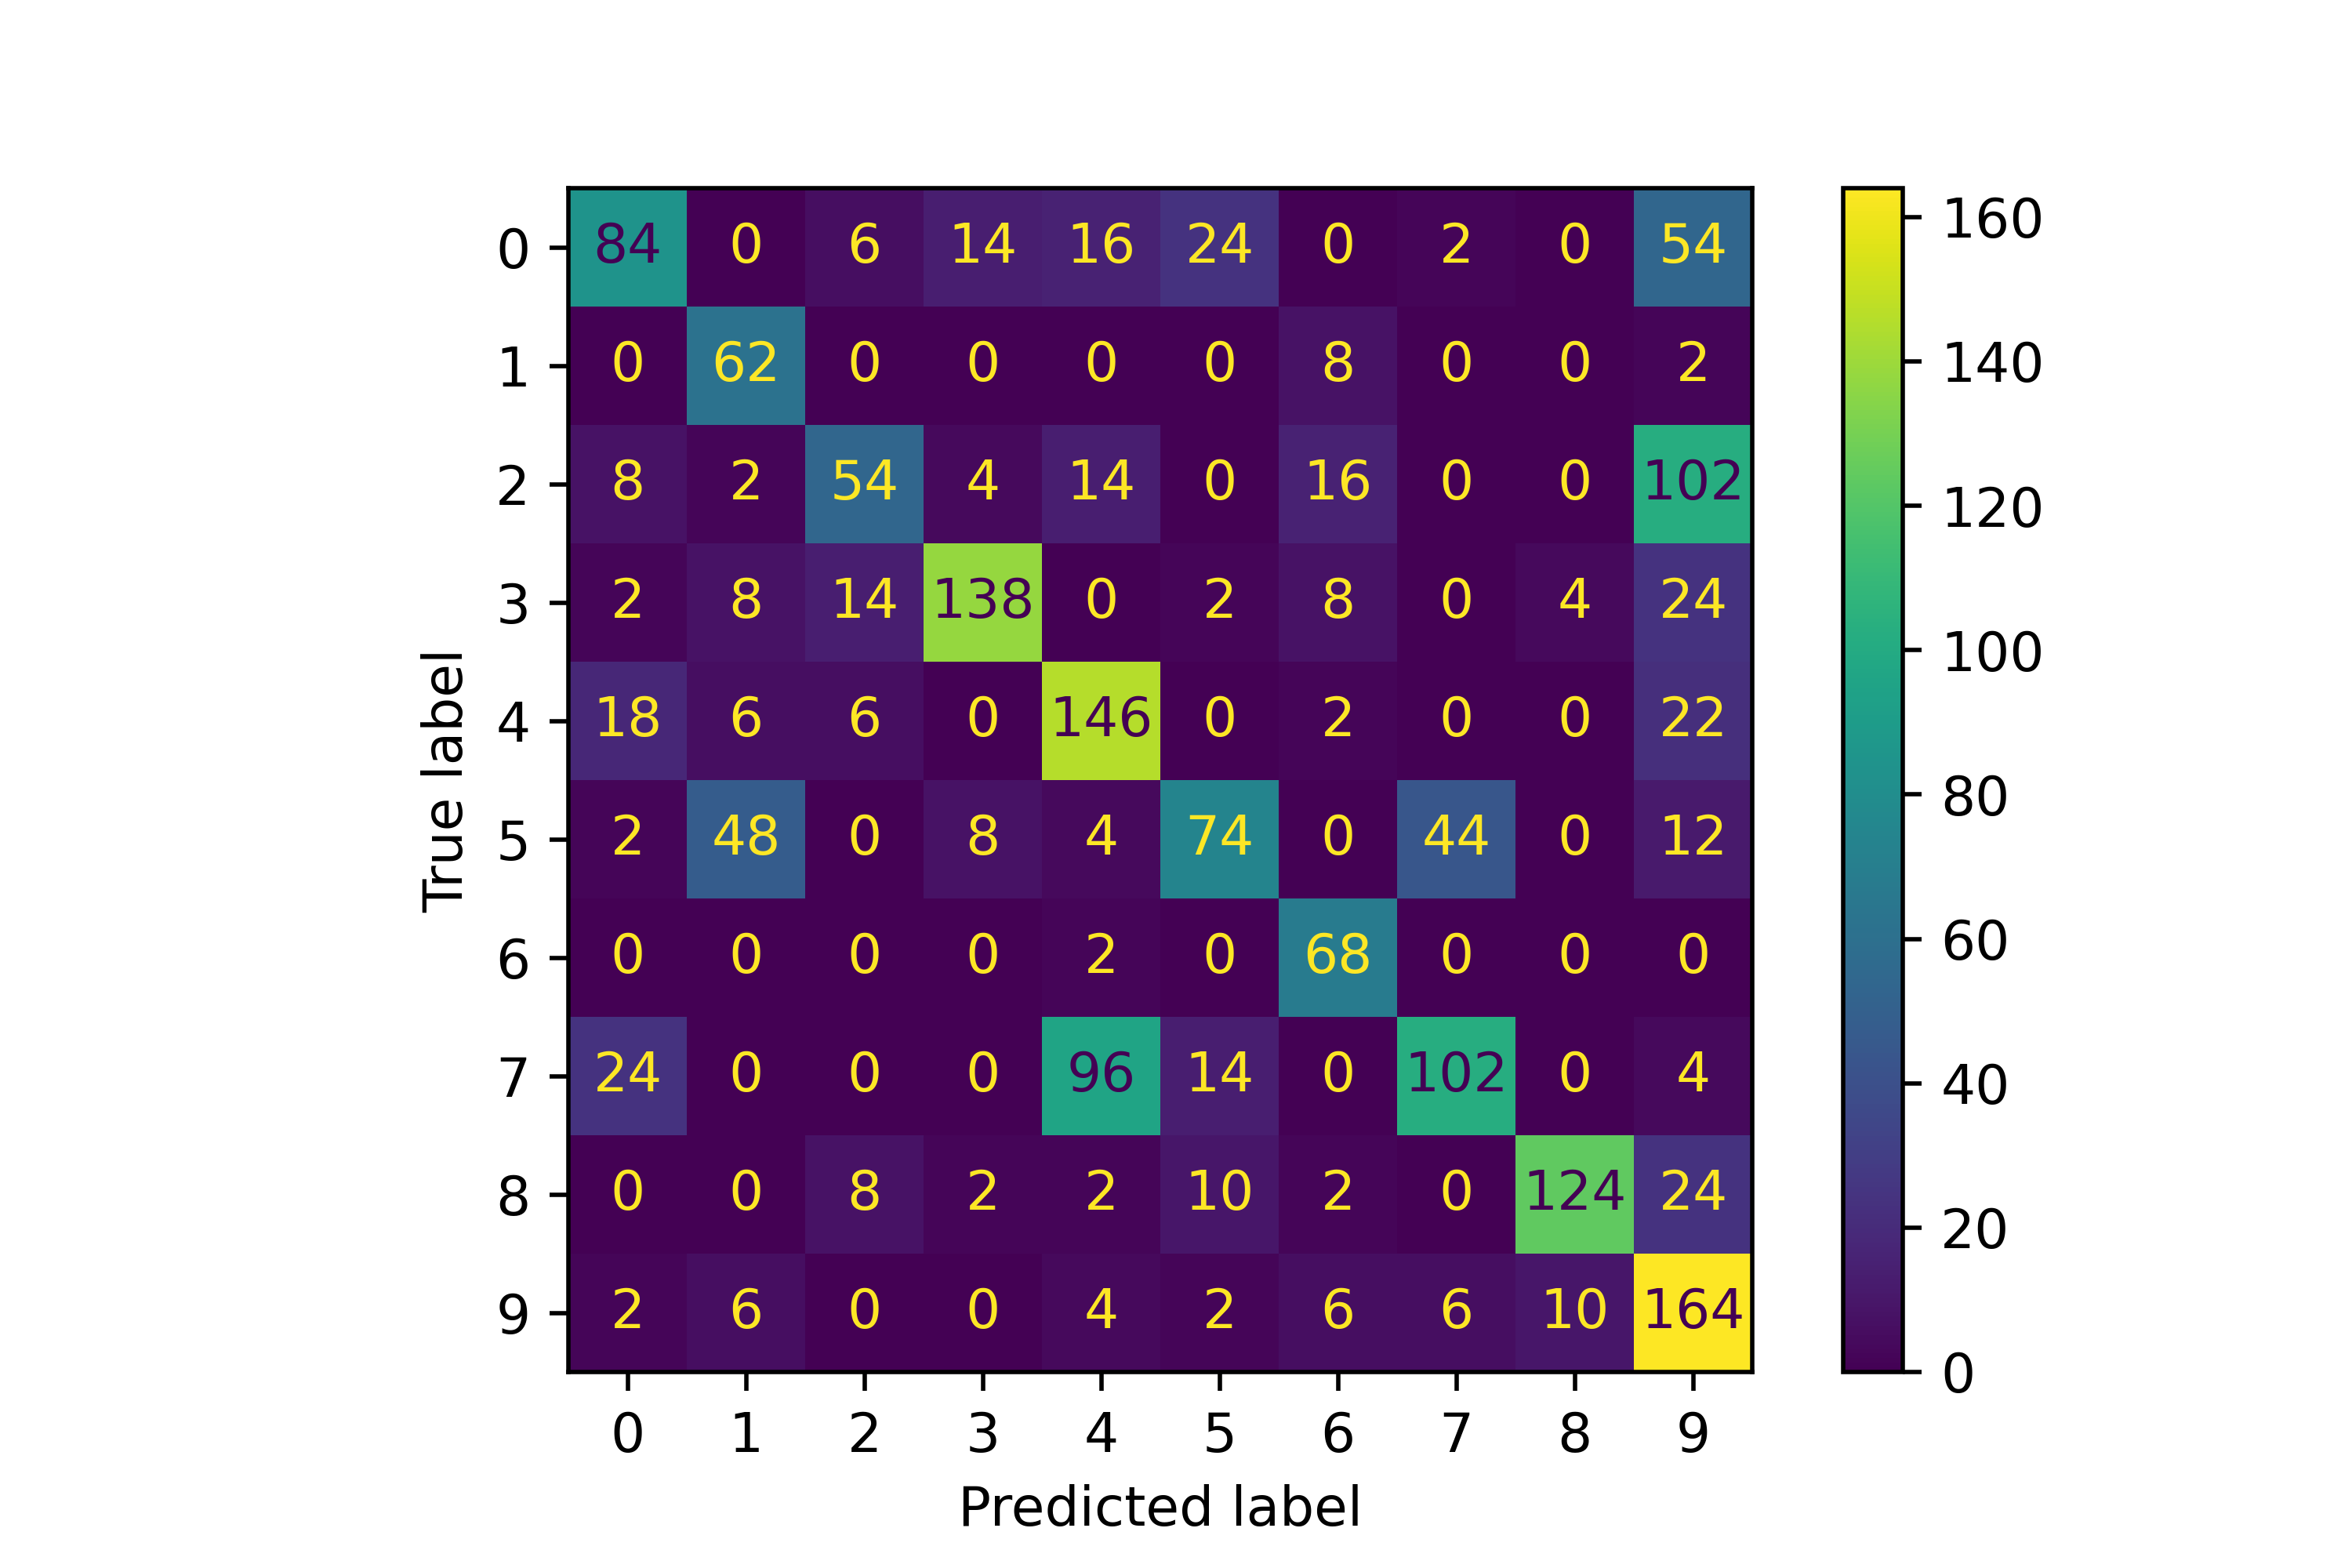 0 84 0 6 14 16 24 0 2 0 54
1 0 62 0 0 0 0 8 0 0 2
2 8 2 54 4 14 0 16 0 0 102
3 2 8 14 138 0 2 8 0 4 24
4 18 6 6 0 146 0 2 0 0 22
5 2 48 0 8 4 74 0 44 0 12
6 0 0 0 0 2 0 68 0 0 0
7 24 0 0 0 96 14 0 102 0 4
8 0 0 8 2 2 10 2 0 124 24
9 2 6 0 0 4 2 6 6 10 164
0 1 2 3 4 5 6 7 8 9
Predicted label
True label
160
140
120
100
80
60
40
20
0